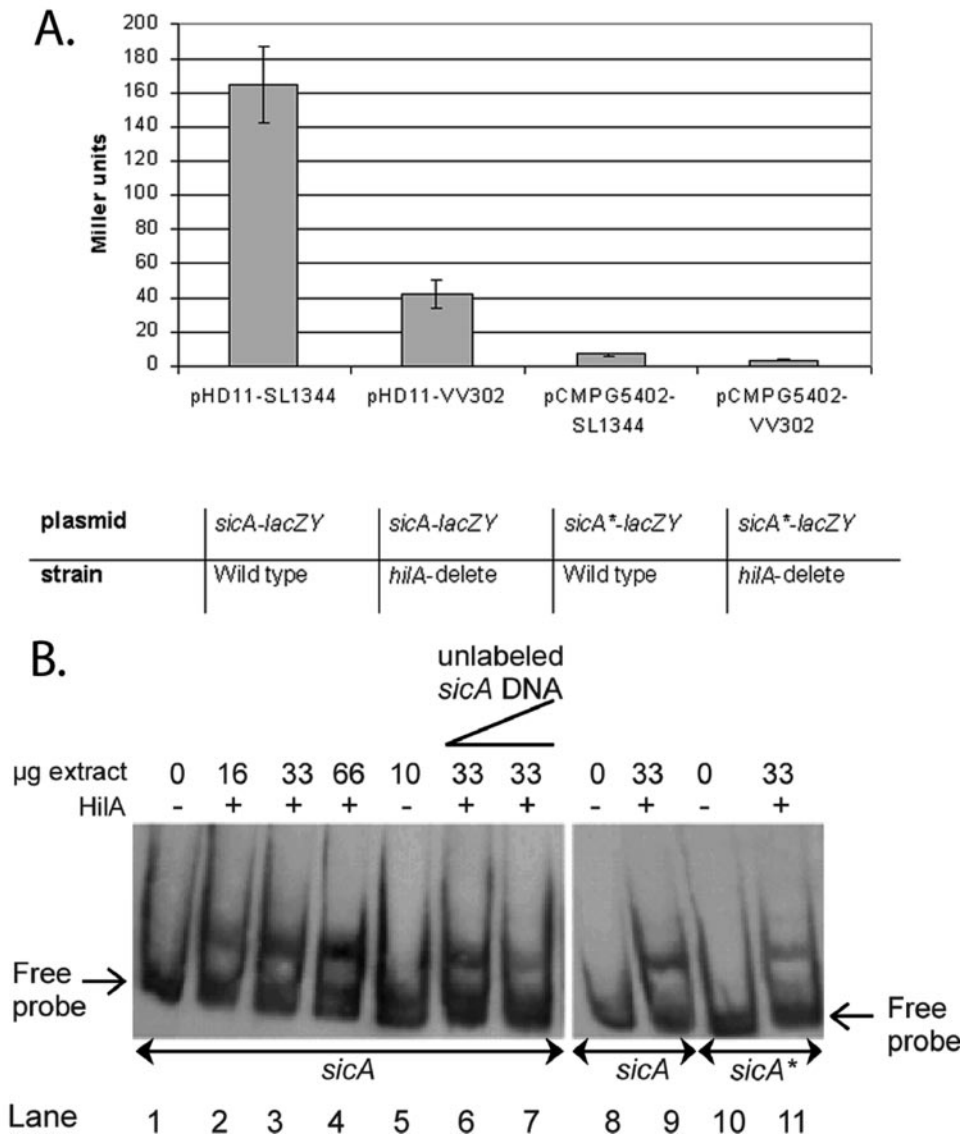 A.
Miller units
200
180
160
140
120
100
80
60
40
20
0
pHD11-SL1344 pHD11-VV302 pCMPG5402-SL1344 pCMPG5402-VV302
plasmid sicA-lacZY sicA-lacZY sicA*-lacZY sicA*-lacZY
strain Wild type hilA-delete Wild type hilA-delete
B.
unlabeled
sicA DNA
µg extract 0 16 33 66 10 33 33 0 33 0 33
HilA - + + + - + + - + - +
Free
probe
Free
probe
sicA sicA sicA*
Lane 1 2 3 4 5 6 7 8 9 10 11